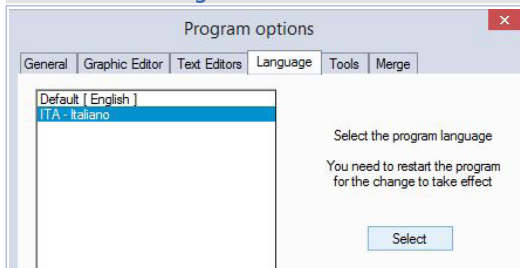 Program options
General Graphic Editor Text Editors Language Tools Merge
Default [ English ]
ITA - Italiano
Select the program language
You need to restart the program
for the change to take effect
Select